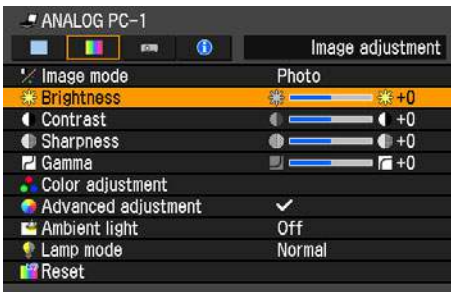 ANALOG PC-1
Image adjustment
Image mode Photo
Brightness +0
Contrast +0
Sharpness +0
Gamma +0
Color adjustment
Advanced adjustment
Ambient light Off
Lamp mode Normal
Reset